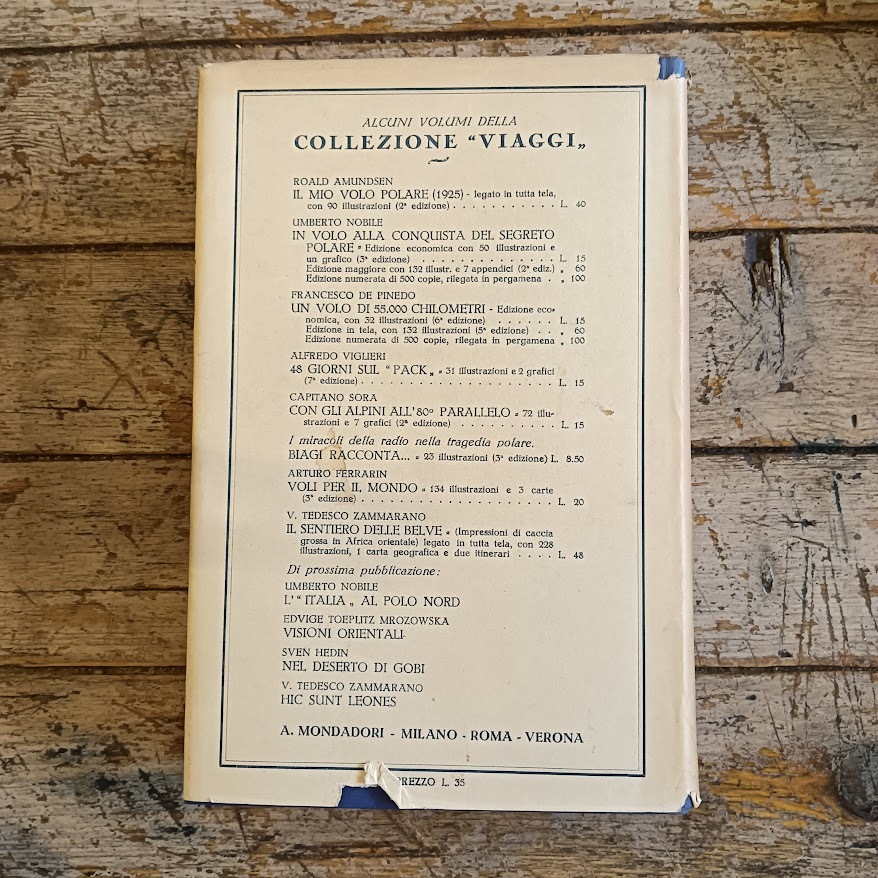 ALCUNI VOLUMI DELLA
COLLEZIONE “VIAGGI„
ROALD AMUNDSEN
IL MIO VOLO POLARE (1925) - legato in tutta tela,
con 90 illustrazioni (2ª edizione) . . . . . . . . . . . L. 40
UMBERTO NOBILE
IN VOLO ALLA CONQUISTA DEL SEGRETO
POLARE - Edizione economica con 50 illustrazioni e
un grafico (3ª edizione) . . . . . . . . . . . . . . L. 15
Edizione maggiore con 132 illustr. e 7 appendici (2ª ediz.) „ 60
Edizione numerata di 500 copie, rilegata in pergamena . „ 100
FRANCESCO DE PINEDO
UN VOLO DI 55.000 CHILOMETRI - Edizione eco-
nomica, con 32 illustrazioni (6ª edizione) . . . . . . L. 15
Edizione in tela, con 132 illustrazioni (5ª edizione) . . „ 60
Edizione numerata di 500 copie, rilegata in pergamena „ 100
ALFREDO VIGLIERI
48 GIORNI SUL “PACK„ - 31 illustrazioni e 2 grafici
(7ª edizione) . . . . . . . . . . . . . . . . . . . . L. 15
CAPITANO SORA
CON GLI ALPINI ALL'80º PARALLELO - 72 illu-
strazioni e 7 grafici (2ª edizione) . . . . . . . . . . . L. 15
I miracoli della radio nella tragedia polare.
BIAGI RACCONTA... - 23 illustrazioni (3ª edizione) L. 8.50
ARTURO FERRARIN
VOLI PER IL MONDO - 134 illustrazioni e 3 carte
(3ª edizione) . . . . . . . . . . . . . . . . . . . . L. 20
V. TEDESCO ZAMMARANO
IL SENTIERO DELLE BELVE - (Impressioni di caccia
grossa in Africa orientale) legato in tutta tela, con 228
illustrazioni, 1 carta geografica e due itinerari . . . . L. 48
Di prossima pubblicazione:
UMBERTO NOBILE
L'“ITALIA„ AL POLO NORD
EDVIGE TOEPLITZ MROZOWSKA
VISIONI ORIENTALI
SVEN HEDIN
NEL DESERTO DI GOBI
V. TEDESCO ZAMMARANO
HIC SUNT LEONES
A. MONDADORI - MILANO - ROMA - VERONA
PREZZO L. 35